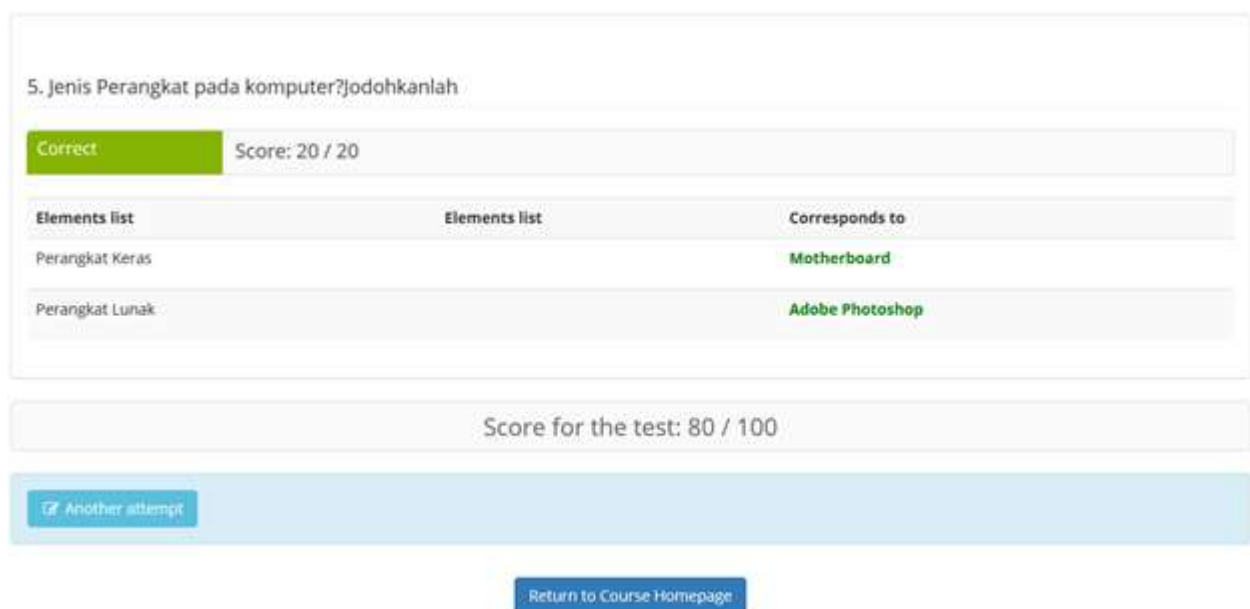 5. Jenis Perangkat pada komputer?Jodohkanlah
Correct Score: 20 / 20
Elements list Elements list Corresponds to
Perangkat Keras Motherboard
Perangkat Lunak Adobe Photoshop
Score for the test: 80 / 100
Another attempt
Return to Course Homepage